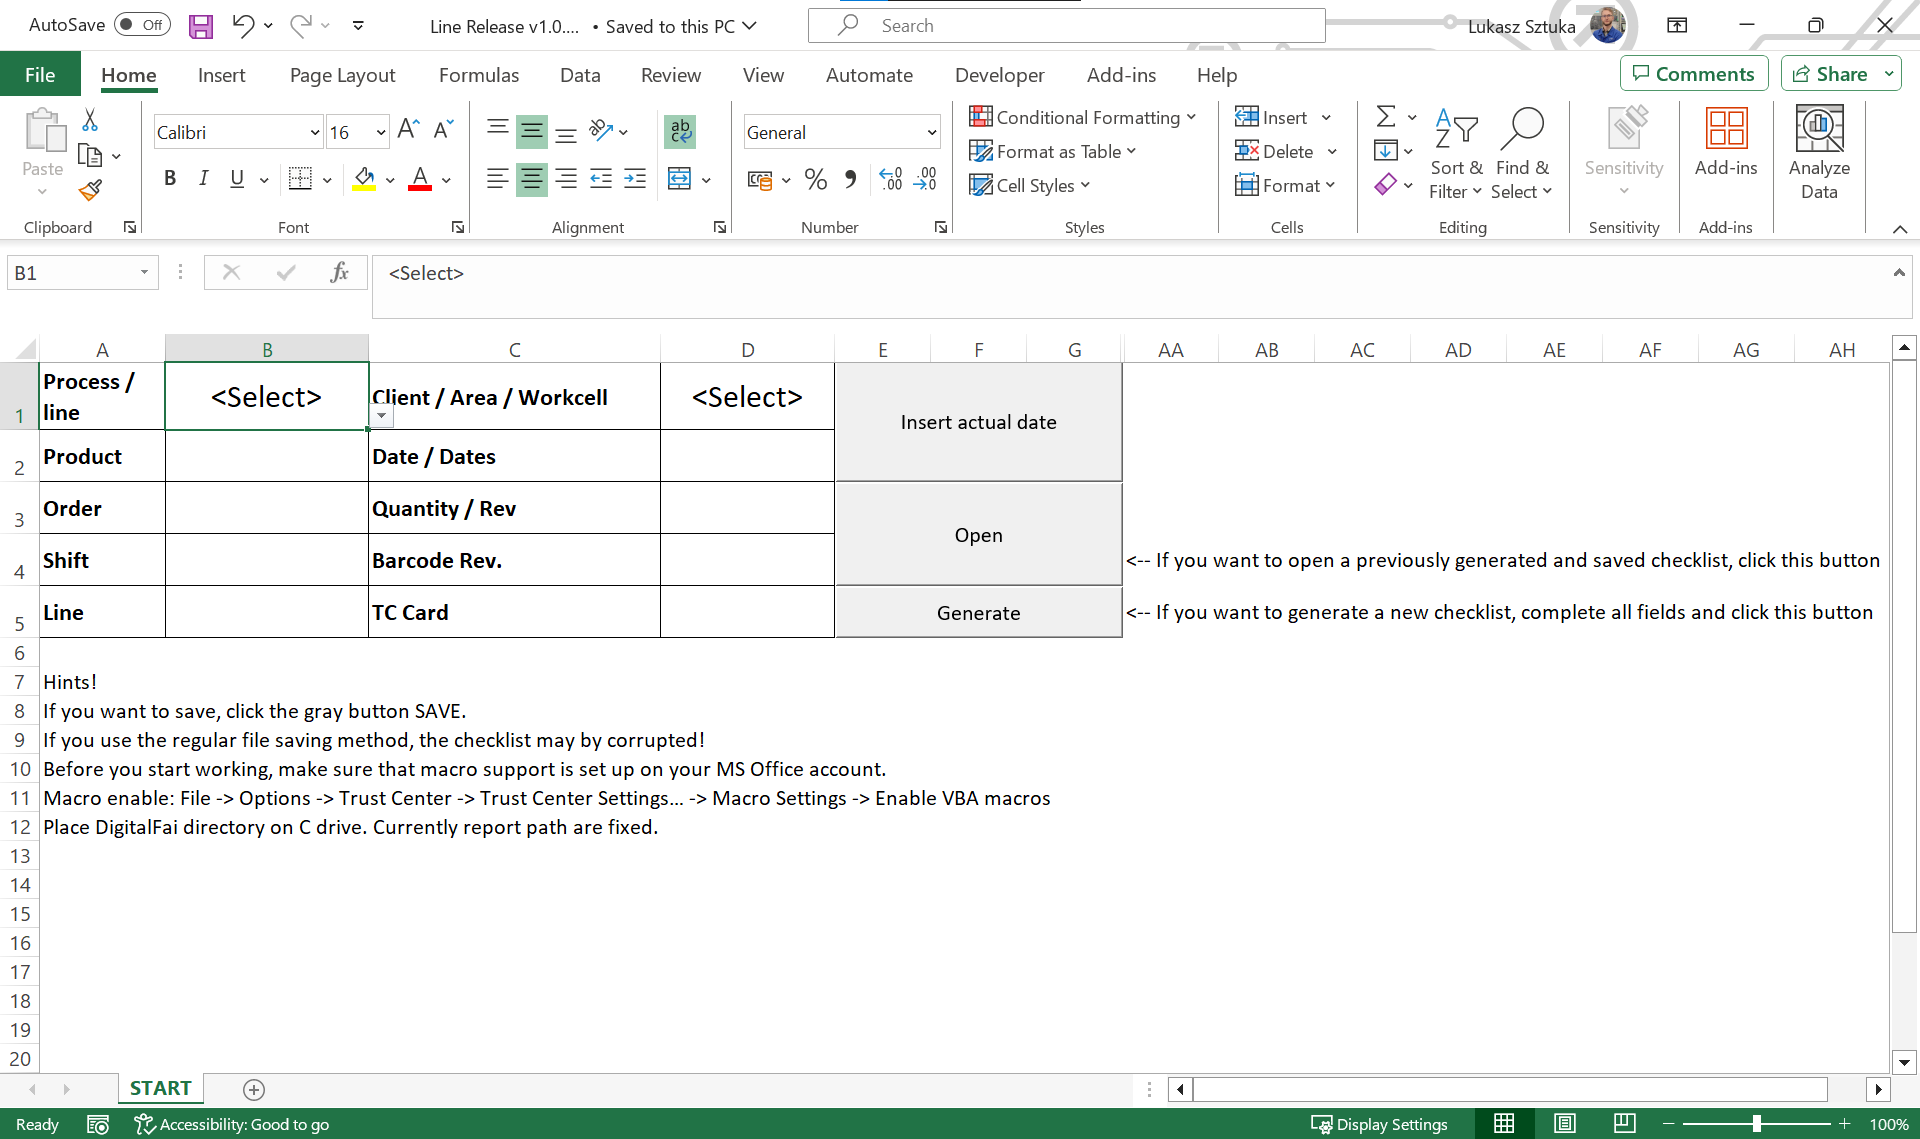 AutoSave Off Line Release v1.0.... • Saved to this PC Search Lukasz Sztuka
File Home Insert Page Layout Formulas Data Review View Automate Developer Add-ins Help Comments Share
Calibri 16 A A ab General Conditional Formatting Insert Σ A
Z
Format as Table Delete
Paste B I U A % Cell Styles Format Sort & Filter Find & Select Sensitivity Add-ins Analyze Data
Clipboard Font Alignment Number Styles Cells Editing Sensitivity Add-ins
B1 fx <Select>
A B C D E F G AA AB AC AD AE AF AG AH
1 Process / line <Select> Client / Area / Workcell <Select> Insert actual date
2 Product Date / Dates
3 Order Quantity / Rev Open
4 Shift Barcode Rev. <-- If you want to open a previously generated and saved checklist, click this button
5 Line TC Card Generate <-- If you want to generate a new checklist, complete all fields and click this button
6
7 Hints!
8 If you want to save, click the gray button SAVE.
9 If you use the regular file saving method, the checklist may by corrupted!
10 Before you start working, make sure that macro support is set up on your MS Office account.
11 Macro enable: File -> Options -> Trust Center -> Trust Center Settings... -> Macro Settings -> Enable VBA macros
12 Place DigitalFai directory on C drive. Currently report path are fixed.
13
14
15
16
17
18
19
20
START
Ready Accessibility: Good to go Display Settings 100%